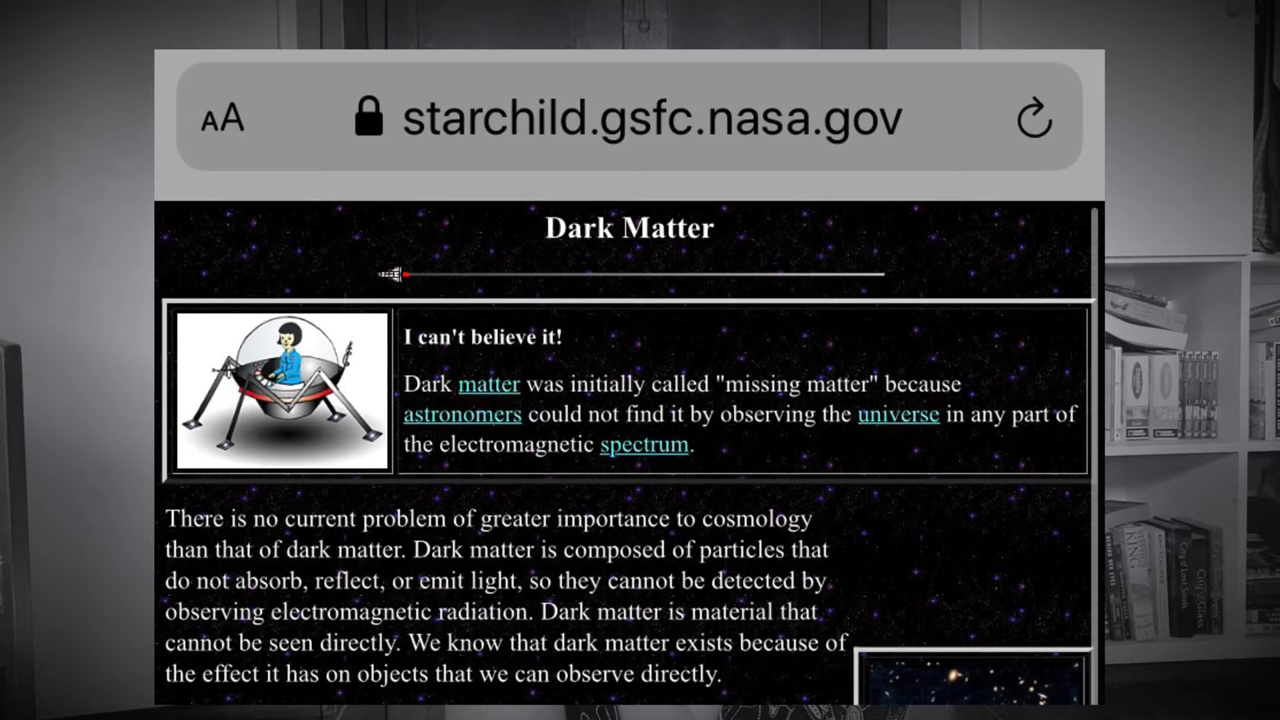 AA starchild.gsfc.nasa.gov
Dark Matter
I can't believe it!
Dark matter was initially called "missing matter" because
astronomers could not find it by observing the universe in any part of
the electromagnetic spectrum.
There is no current problem of greater importance to cosmology
than that of dark matter. Dark matter is composed of particles that
do not absorb, reflect, or emit light, so they cannot be detected by
observing electromagnetic radiation. Dark matter is material that
cannot be seen directly. We know that dark matter exists because of
the effect it has on objects that we can observe directly.
KING
City of Glass